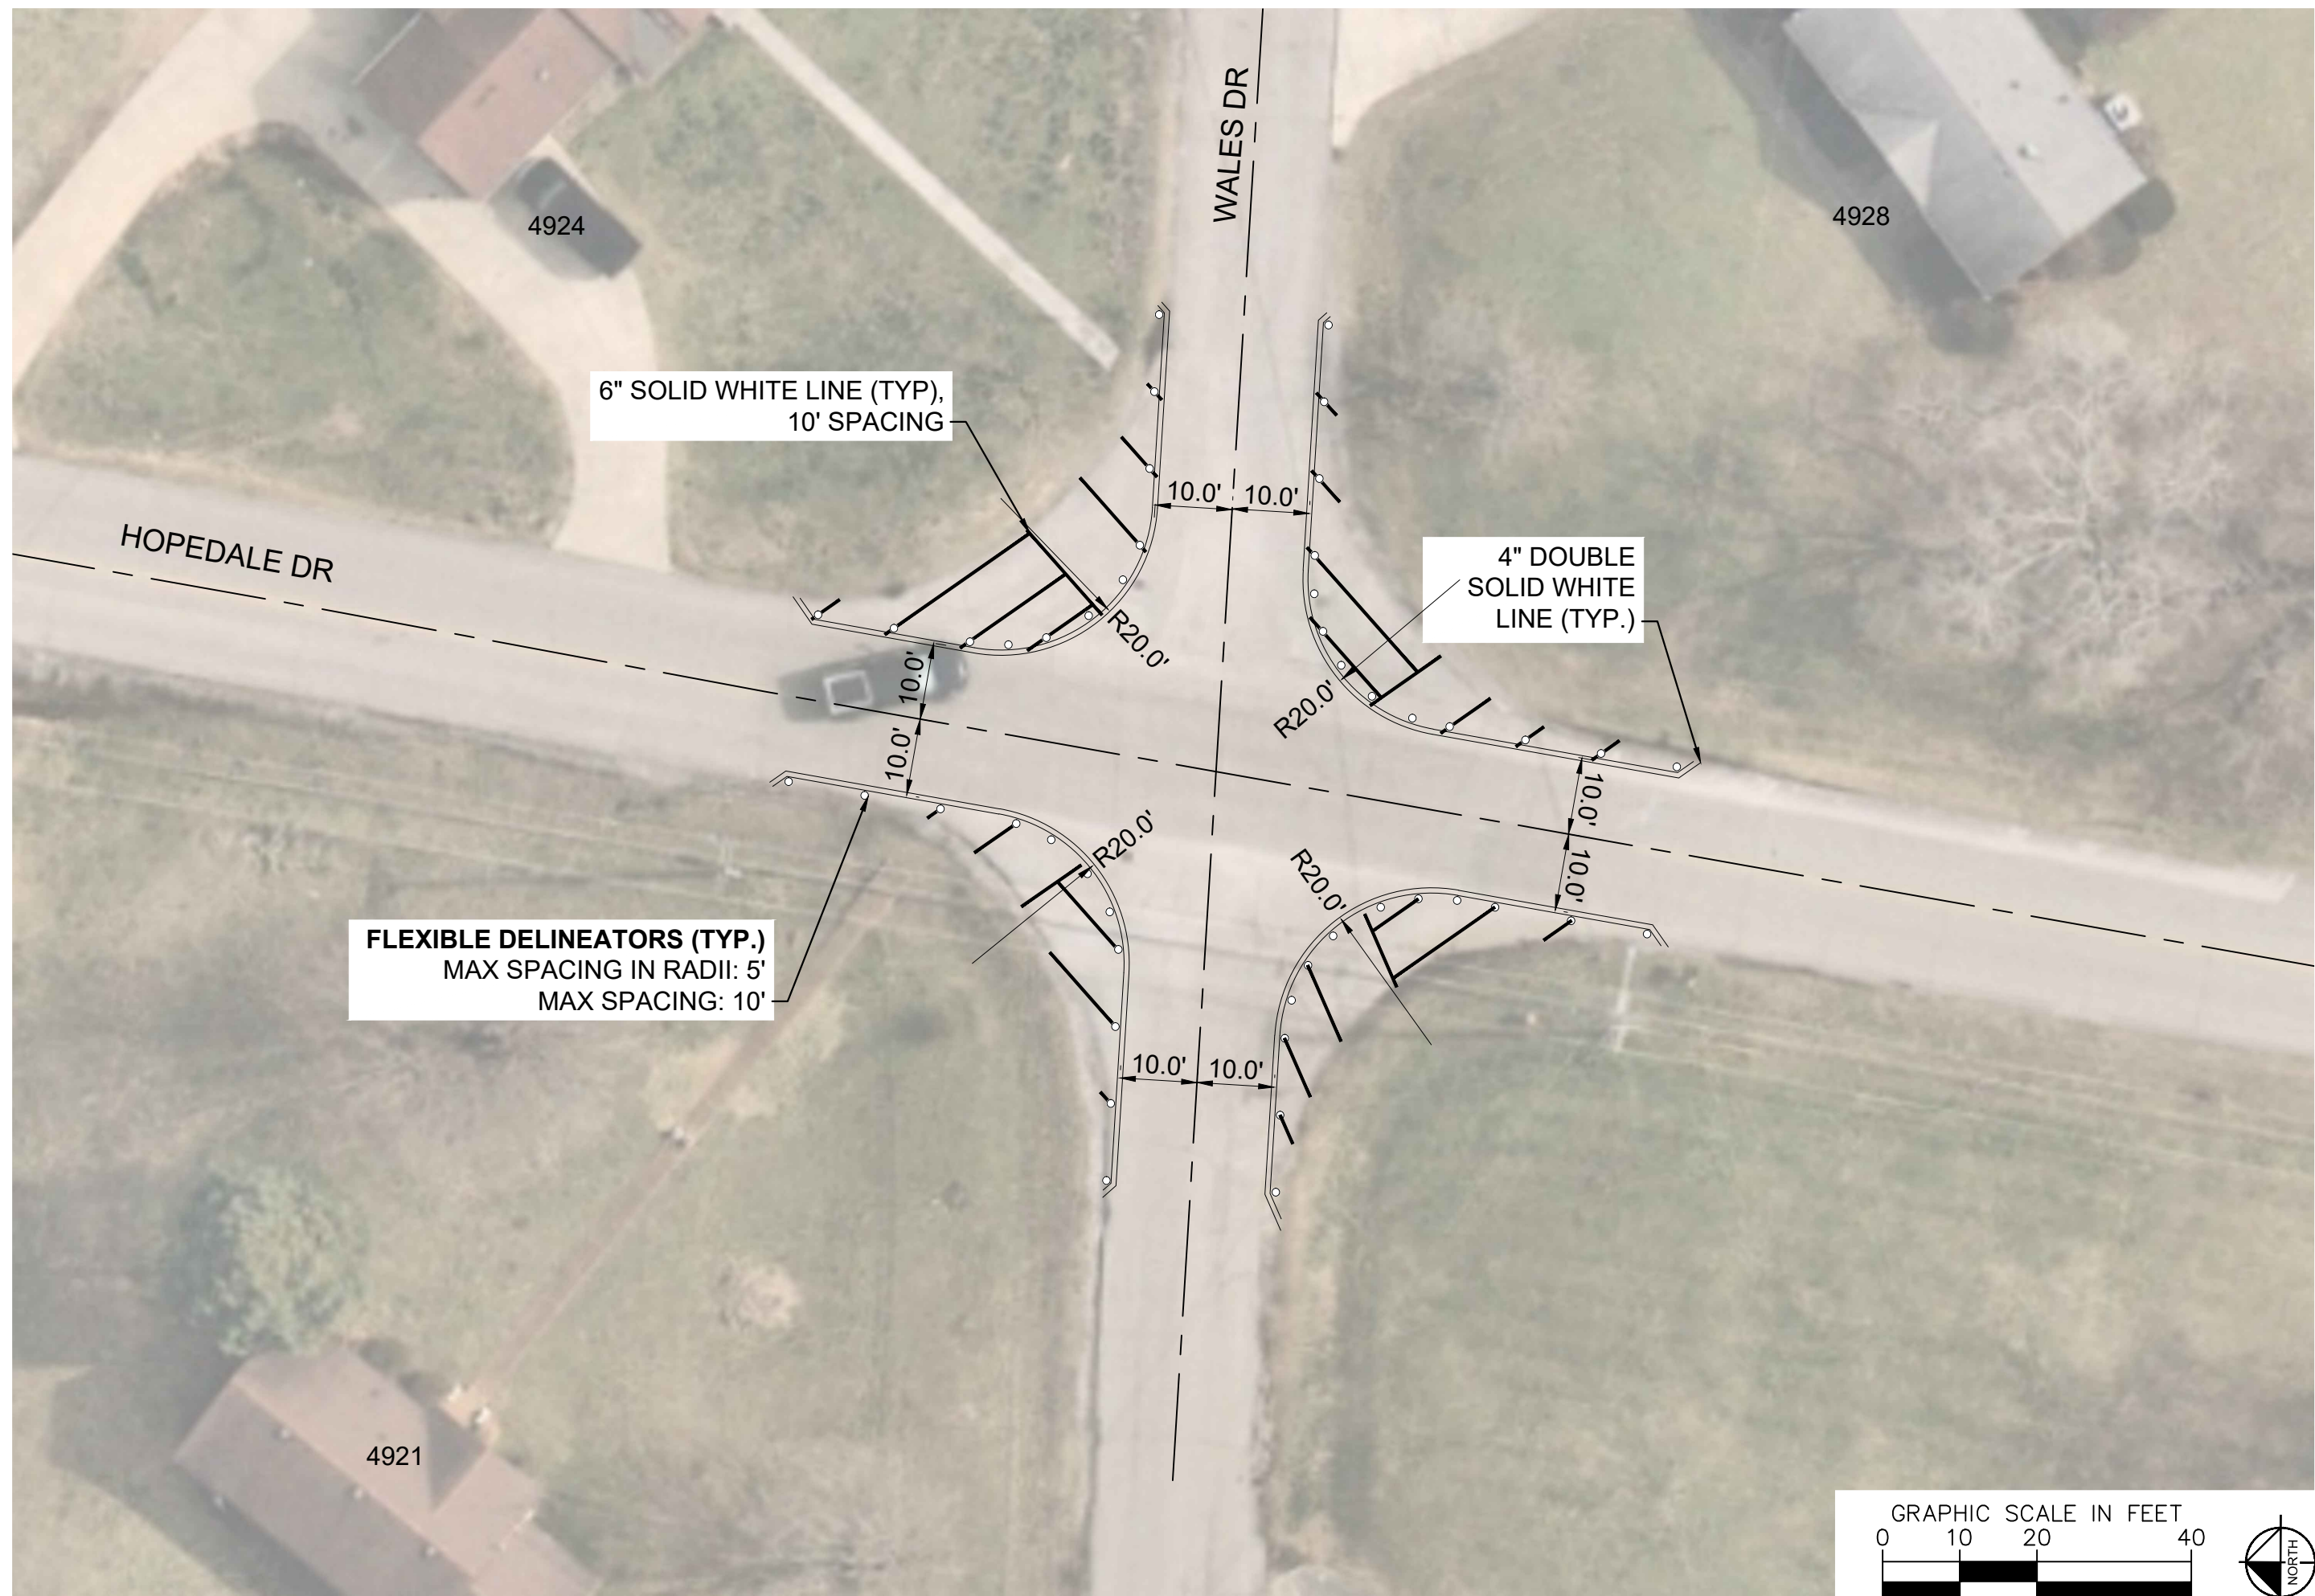 WALES DR
4924
4928
6" SOLID WHITE LINE (TYP),
10' SPACING
HOPEDALE DR
10.0'
10.0'
4" DOUBLE
SOLID WHITE
LINE (TYP.)
R20.0'
R20.0'
10.0'
10.0'
10.0'
10.0'
R20.0'
R20.0'
FLEXIBLE DELINEATORS (TYP.)
MAX SPACING IN RADII: 5'
MAX SPACING: 10'
10.0'
10.0'
4921
GRAPHIC SCALE IN FEET
0 10 20 40
NORTH